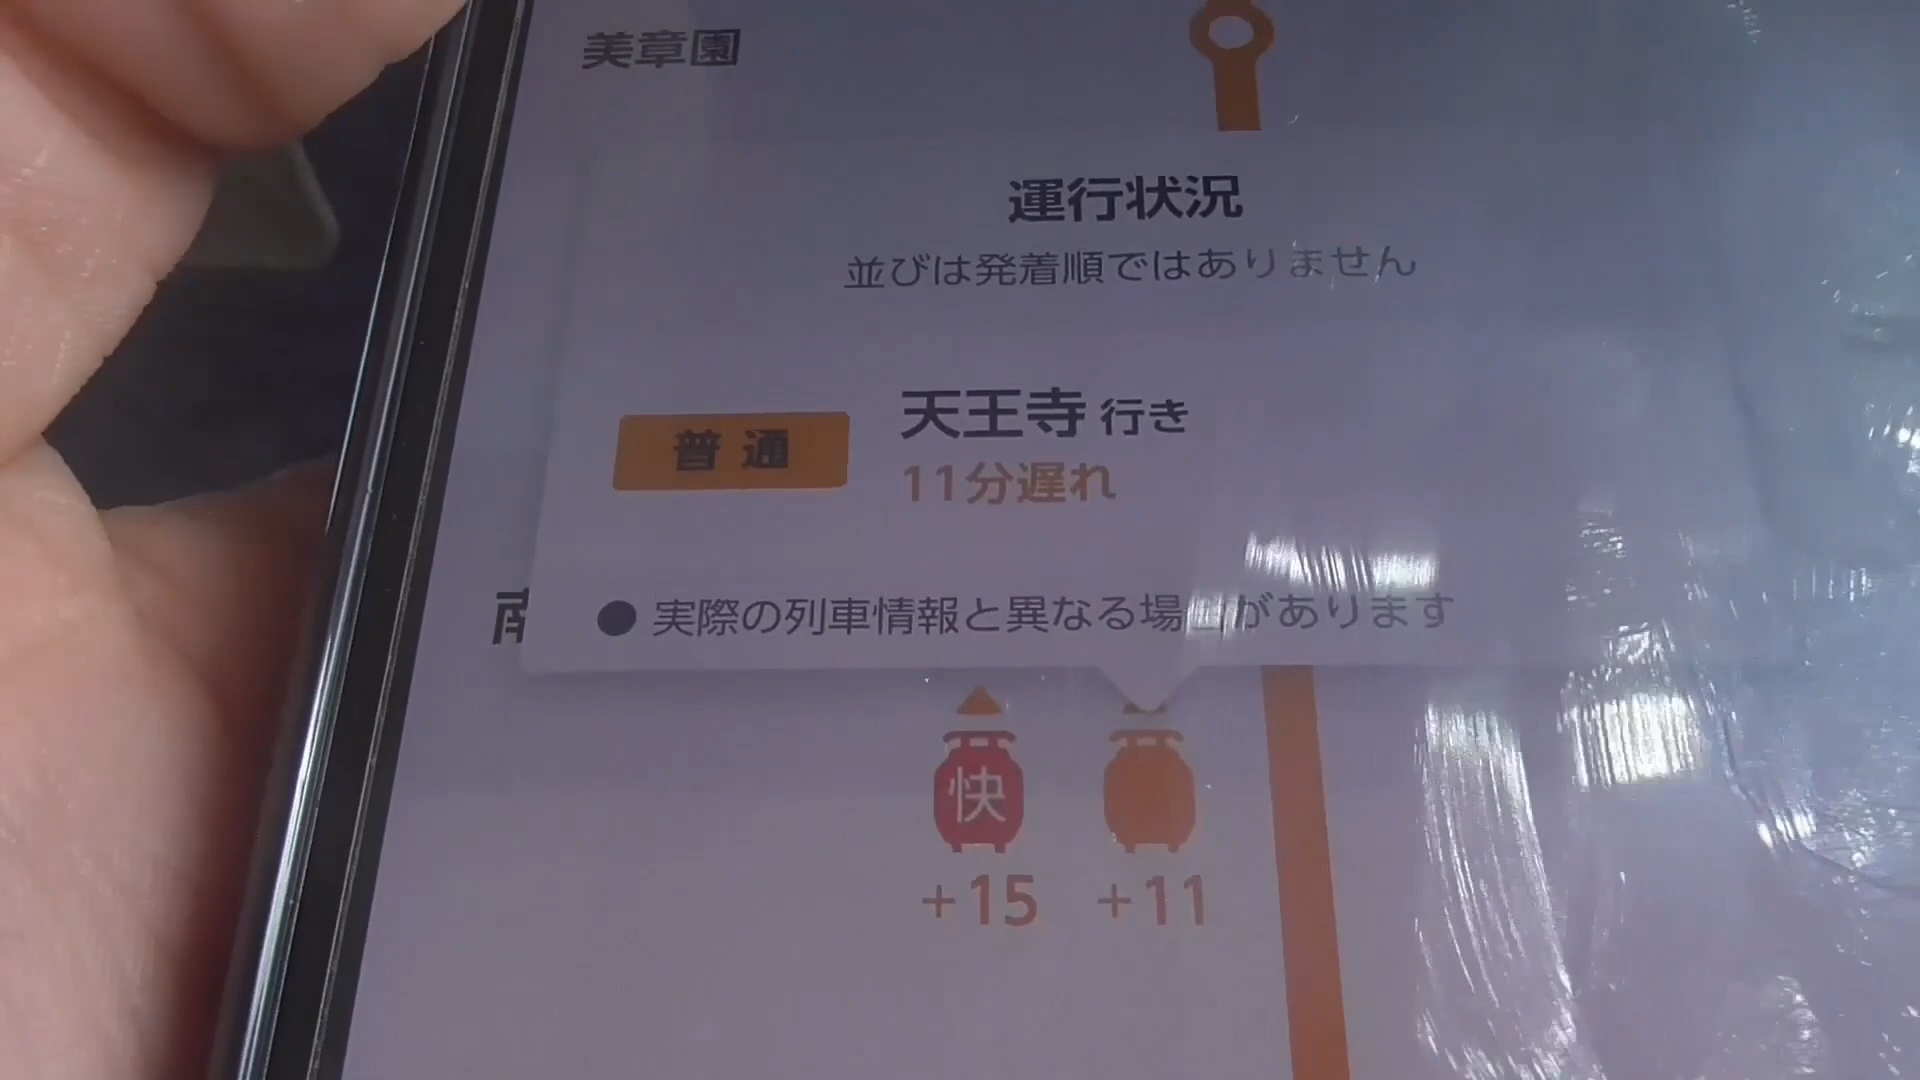 美章園
運行状況
並びは発着順ではありません
普通
天王寺 行き
11分遅れ
南
● 実際の列車情報と異なる場合があります
快
+15 +11